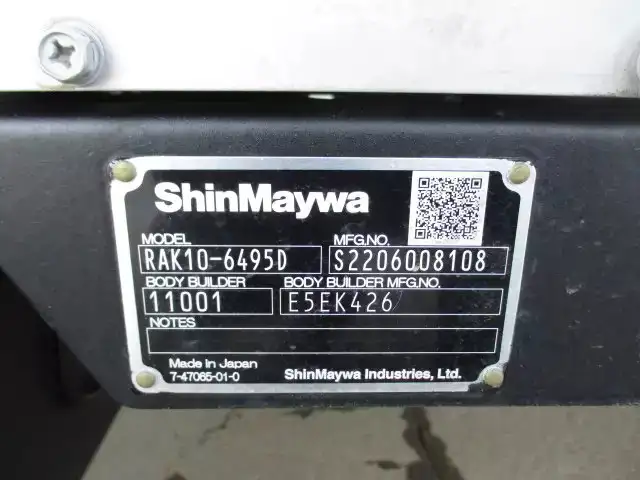 ShinMaywa
MODEL MFG.NO.
RAK10-6495D S2206008108
BODY BUILDER BODY BUILDER MFG.NO.
11001 E5EK426
NOTES
Made in Japan
7-47065-01-0 ShinMaywa Industries, Ltd.